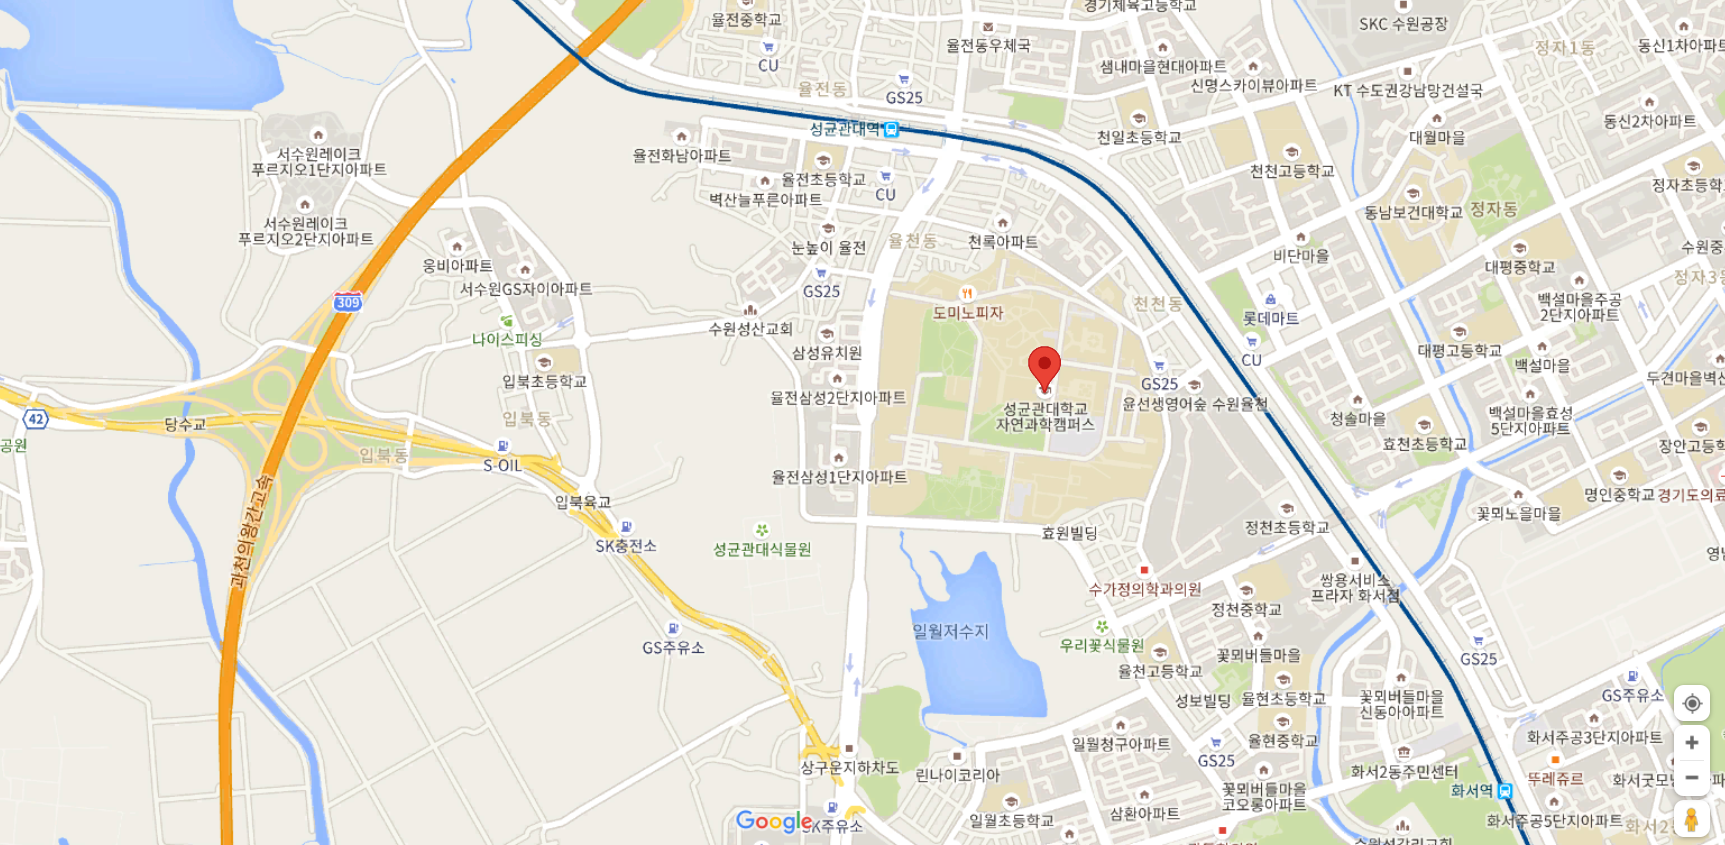 경기체육고등학교
율전중학교
SKC 수원공장
율전동우체국
정자1동
동신1차아파트
CU
샘내마을현대아파트
신명스카이뷰아파트
KT 수도권강남망건설국
율전동
GS25
동신2차아파트
성균관대역
천일초등학교
대월마을
서수원레이크
푸르지오1단지아파트
율전화남아파트
율전초등학교
천천고등학교
벽산늘푸른아파트
CU
정자초등학교
동남보건대학교
정자동
서수원레이크
푸르지오2단지아파트
눈높이 율전
율천동
천록아파트
비단마을
수원중
웅비아파트
대평중학교
정자3동
서수원GS자이아파트
GS25
309
천천동
백설마을주공
2단지아파트
도미노피자
롯데마트
나이스피싱
수원성산교회
삼성유치원
CU
대평고등학교
백설마을
입북초등학교
GS25
두견마을벽산
율전삼성2단지아파트
윤선생영어숲 수원율천
성균관대학교
자연과학캠퍼스
청솔마을
백설마을효성
5단지아파트
42
당수교
입북동
공원
효천초등학교
장안고등학
입북동
S-OIL
율전삼성1단지아파트
명인중학교
경기도의료
입북육교
꽃뫼노을마을
과천의왕간고속
SK충전소
성균관대식물원
효원빌딩
정천초등학교
영남
수가정의학과의원
쌍용서비스
프라자 화서점
정천중학교
일월저수지
GS주유소
우리꽃식물원
꽃뫼버들마을
GS25
율천고등학교
성보빌딩
율현초등학교
꽃뫼버들마을
신동아아파트
GS주유소
일월청구아파트
율현중학교
화서주공3단지아파트
상구운지하차도
린나이코리아
GS25
화서2동주민센터
뚜레쥬르
화서역
꽃뫼버들마을
코오롱아파트
Google
SK주유소
일월초등학교
삼환아파트
화서주공5단지아파트
화서2